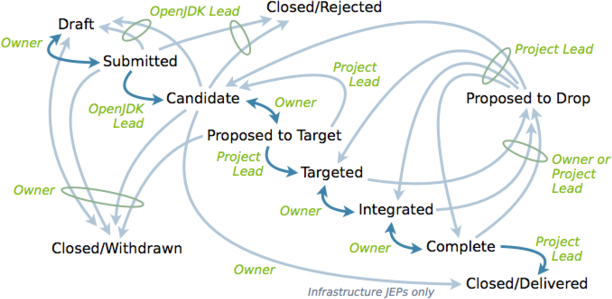 OpenJDK Lead
Closed/Rejected
Draft
Owner
Submitted
Project Lead
OpenJDK
Lead
Candidate
Project
Lead
Owner
Proposed to Drop
Proposed to Target
Project
Lead
Targeted
Owner or
Project
Lead
Owner
Owner
Integrated
Closed/Withdrawn
Owner
Complete
Project
Lead
Owner
Closed/Delivered
Infrastructure JEPs only